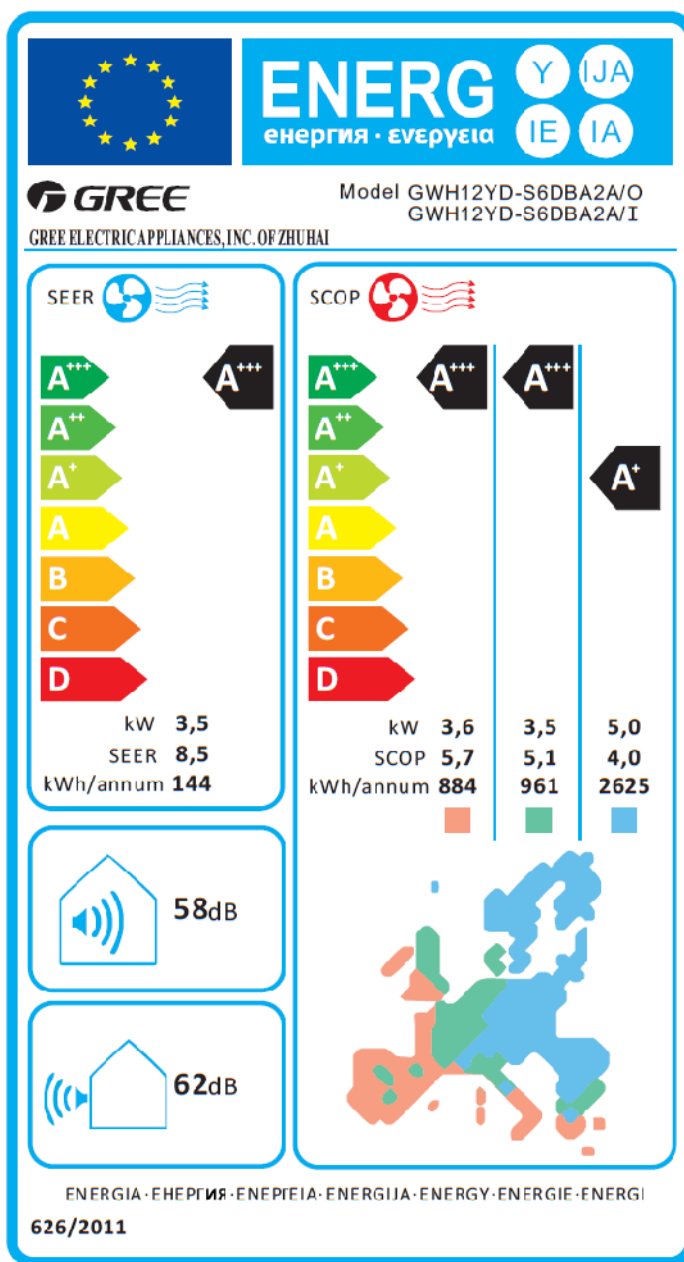 ENERG Y IJA
енергия · ενεργεια IE IA
GREE
Model GWH12YD-S6DBA2A/O
GWH12YD-S6DBA2A/I
GREE ELECTRIC APPLIANCES, INC. OF ZHUHAI
SEER
A+++ A+++
A++
A+
A
B
C
D
kW 3,5
SEER 8,5
kWh/annum 144
SCOP
A+++ A+++ A+++
A++
A+ A+
A
B
C
D
kW 3,6 3,5 5,0
SCOP 5,7 5,1 4,0
kWh/annum 884 961 2625
58dB
62dB
ENERGIA·ЕНЕРГИЯ·ΕΝΕΡΓΕΙΑ·ENERGIJA·ENERGY·ENERGIE·ENERGI
626/2011